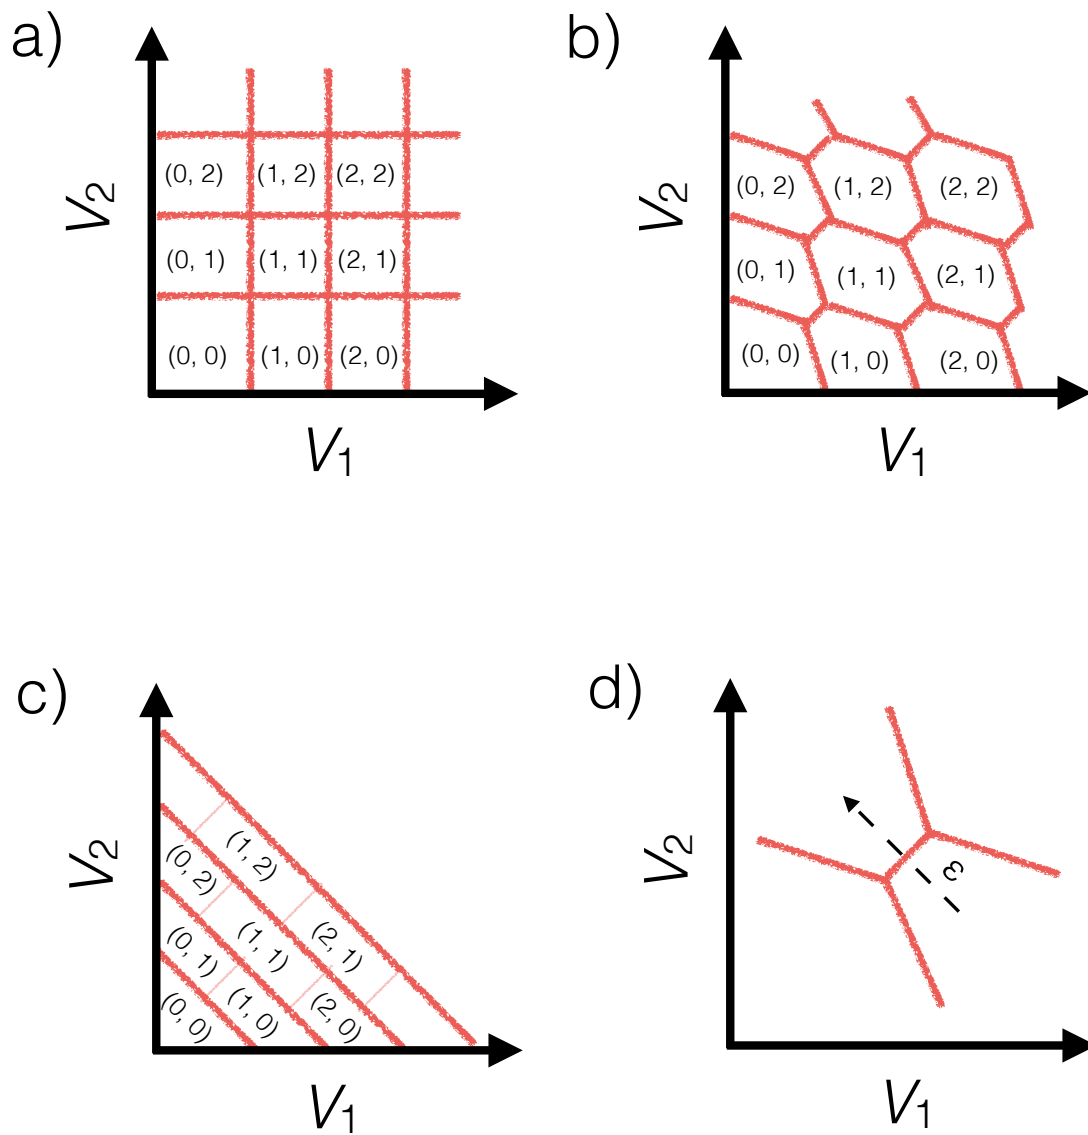 a)
V2
(0, 2) (1, 2) (2, 2)
(0, 1) (1, 1) (2, 1)
(0, 0) (1, 0) (2, 0)
V1
b)
V2
(0, 2) (1, 2) (2, 2)
(0, 1) (1, 1) (2, 1)
(0, 0) (1, 0) (2, 0)
V1
c)
V2
(0, 2) (1, 2)
(0, 1) (1, 1) (2, 1)
(0, 0) (1, 0) (2, 0)
V1
d)
V2
ε
V1